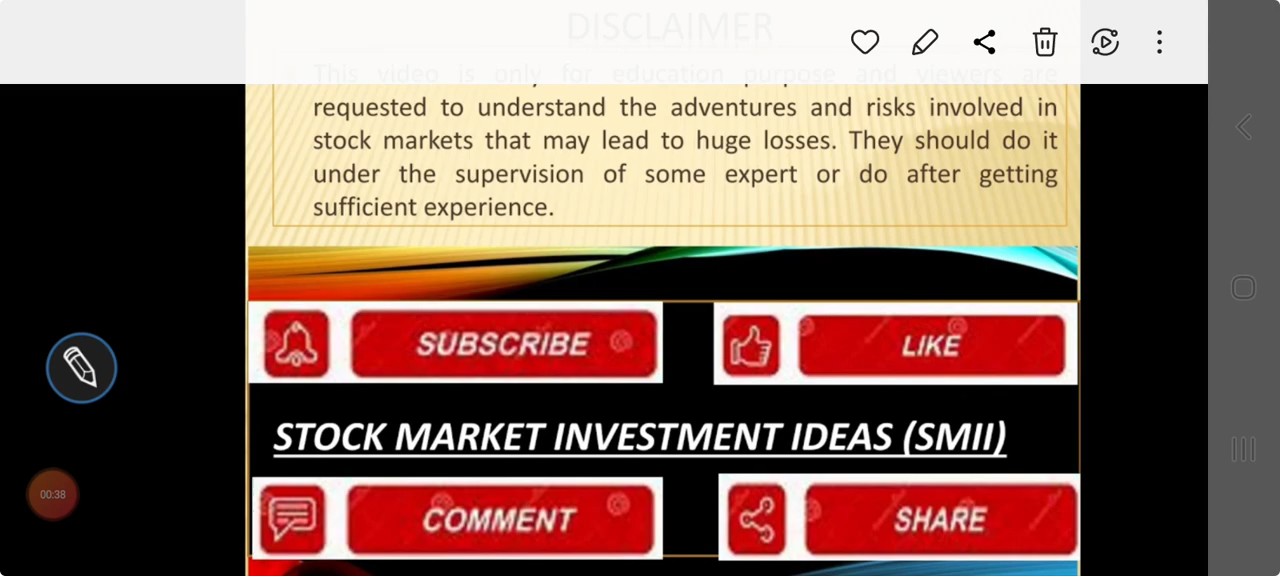 DISCLAIMER
This video is only for education purpose and viewers are
requested to understand the adventures and risks involved in
stock markets that may lead to huge losses. They should do it
under the supervision of some expert or do after getting
sufficient experience.
SUBSCRIBE
LIKE
STOCK MARKET INVESTMENT IDEAS (SMII)
00:38
COMMENT
SHARE